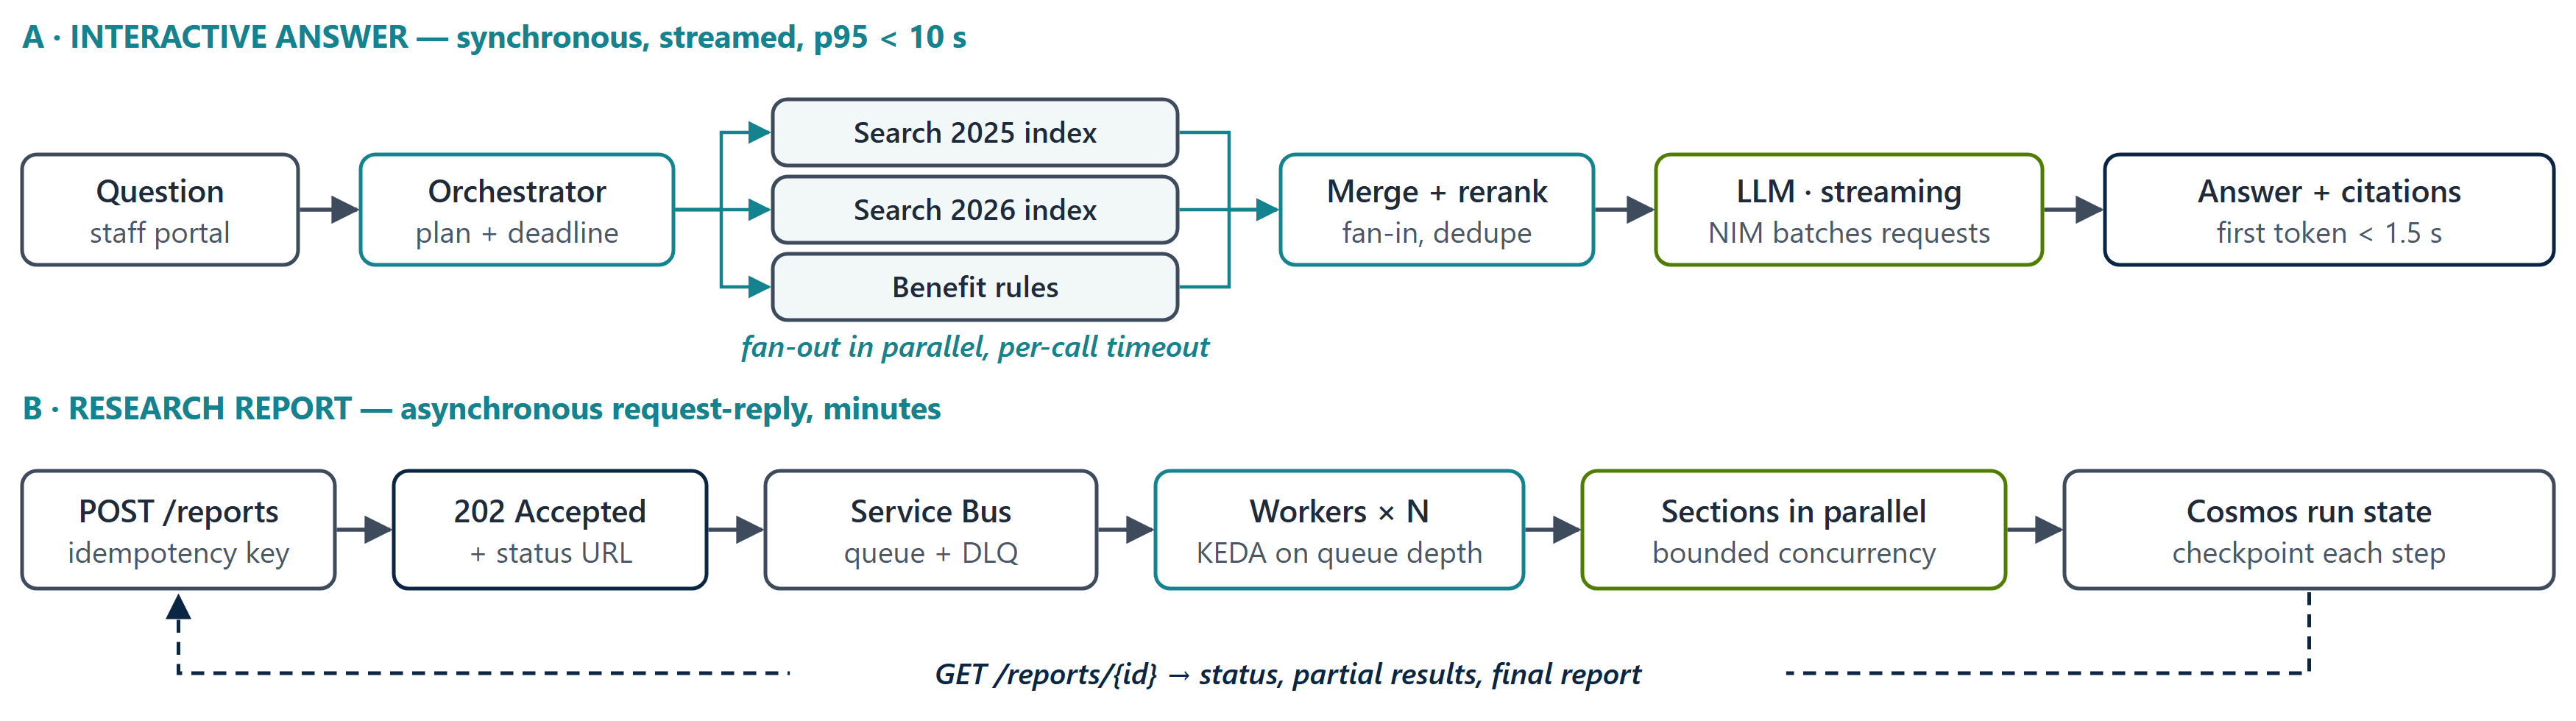 A · INTERACTIVE ANSWER — synchronous, streamed, p95 < 10 s
Question
staff portal
Orchestrator
plan + deadline
Search 2025 index
Search 2026 index
Benefit rules
fan-out in parallel, per-call timeout
Merge + rerank
fan-in, dedupe
LLM · streaming
NIM batches requests
Answer + citations
first token < 1.5 s
B · RESEARCH REPORT — asynchronous request-reply, minutes
POST /reports
idempotency key
202 Accepted
+ status URL
Service Bus
queue + DLQ
Workers × N
KEDA on queue depth
Sections in parallel
bounded concurrency
Cosmos run state
checkpoint each step
GET /reports/{id} → status, partial results, final report